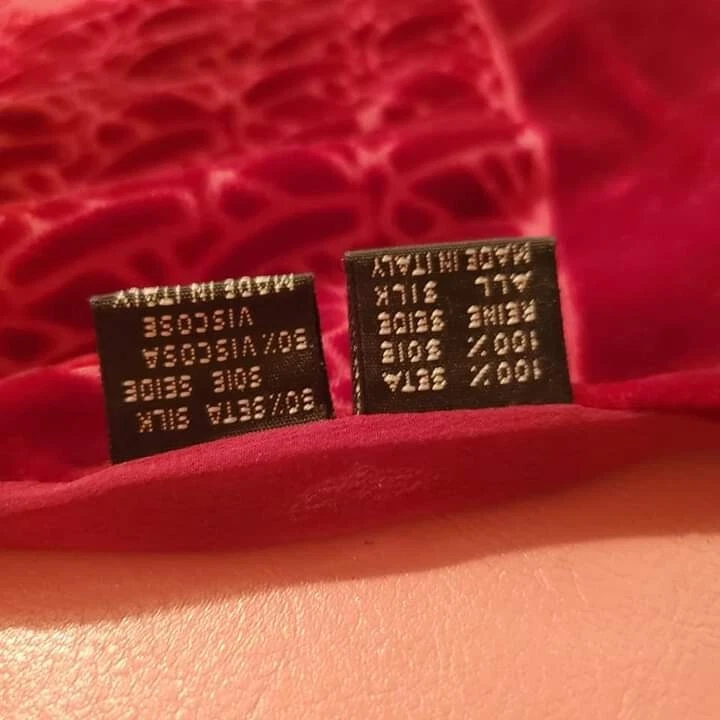 100% SETA
100% SOIE
REINE SEIDE
ALL SILK
MADE IN ITALY
50% SETA SILK
SOIE SEIDE
50% VISCOSA
VISCOSE
MADE IN ITALY